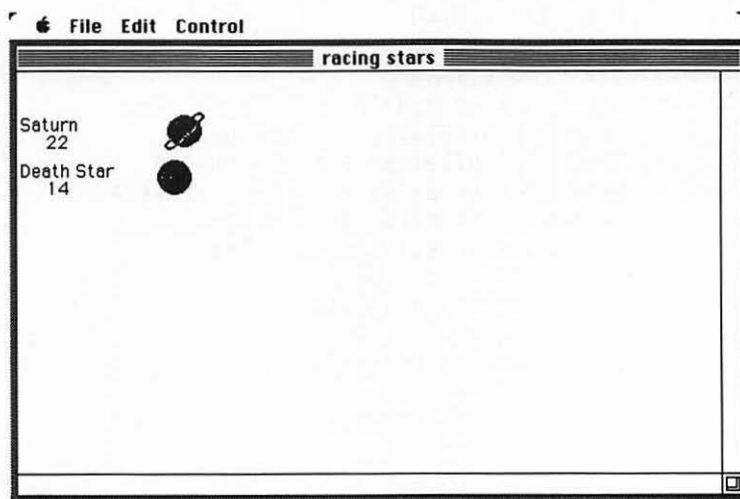 File Edit Control
racing stars
Saturn
22
Death Star
14